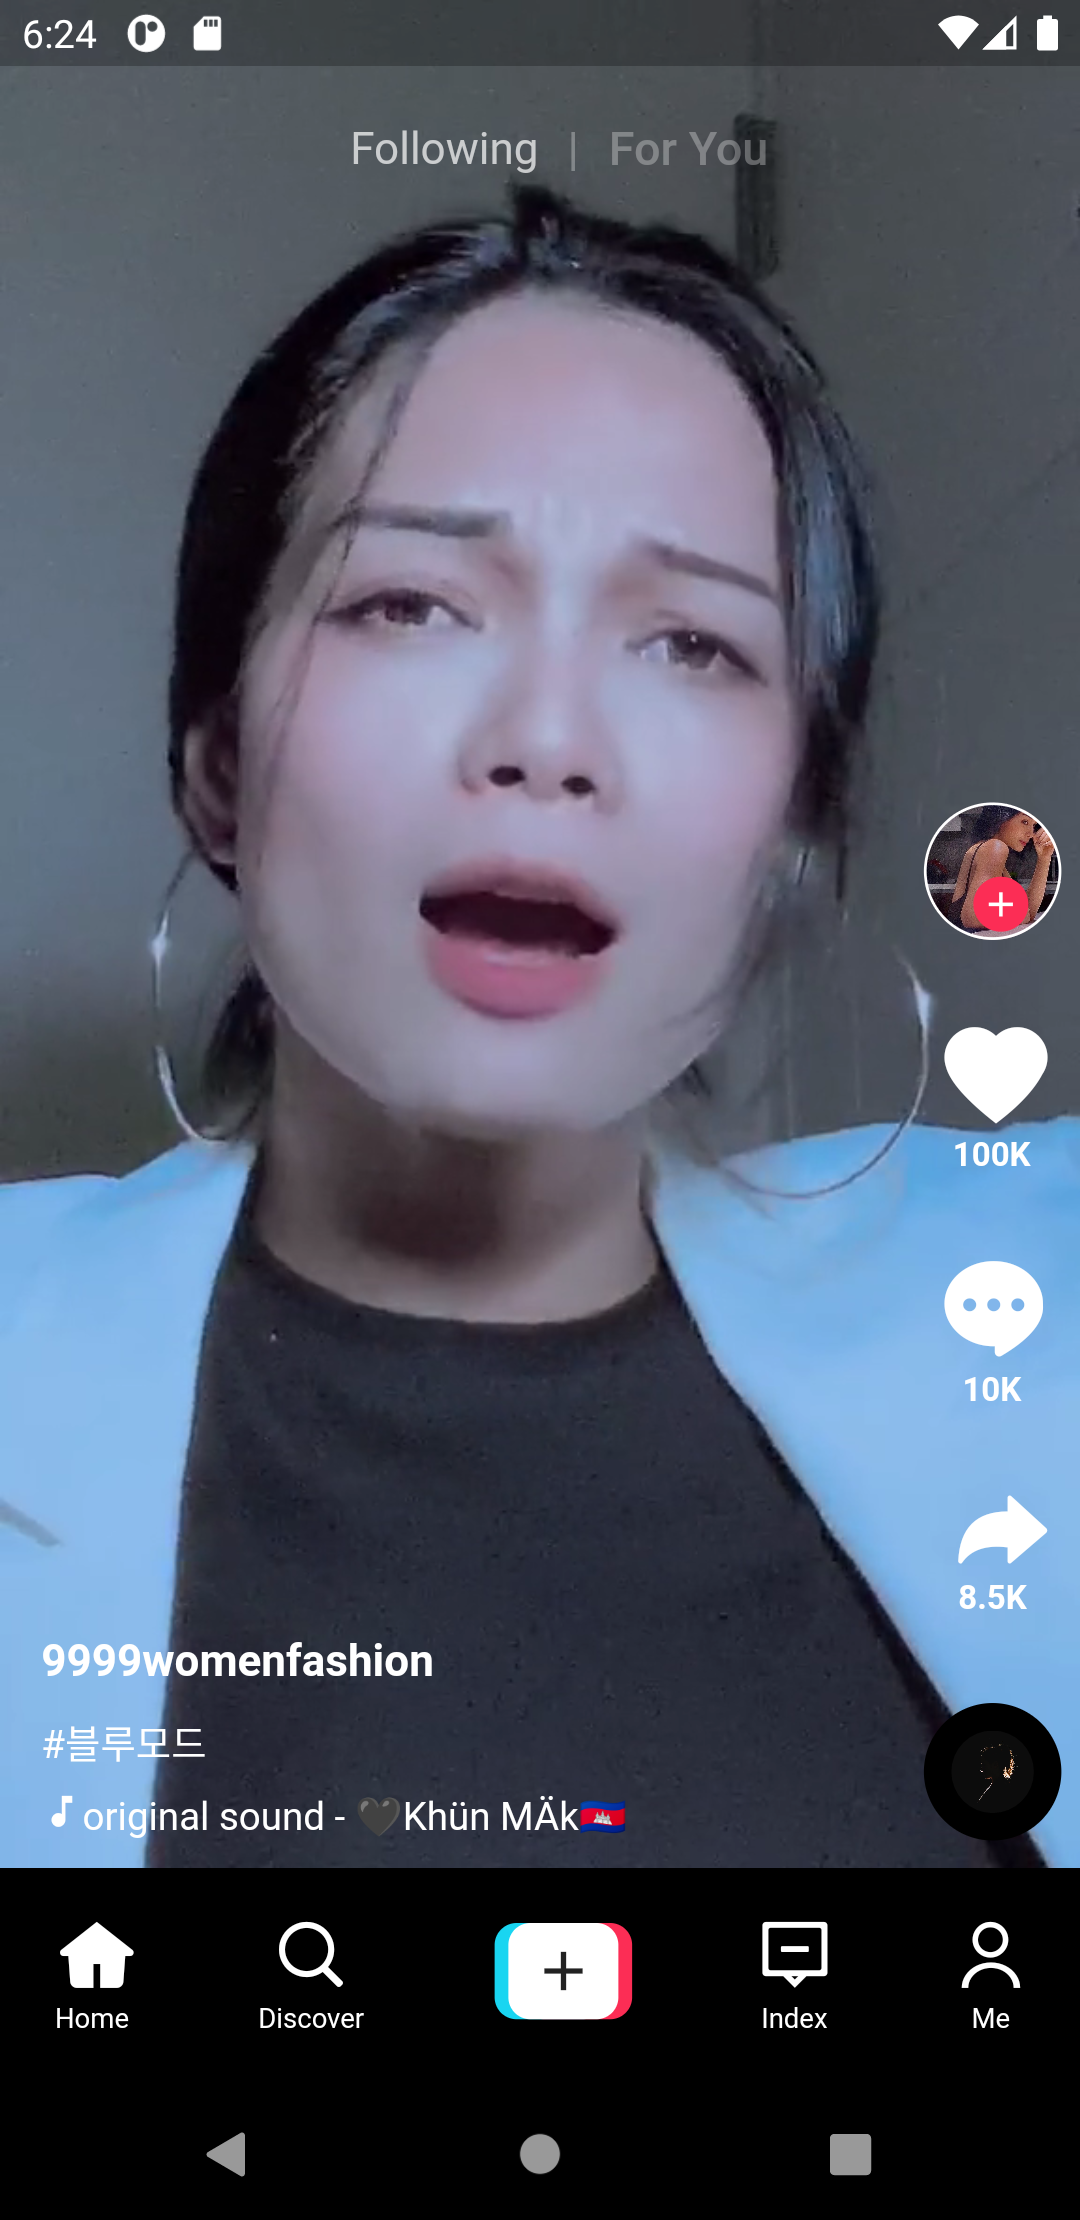 6:24
Following | For You
100K
10K
8.5K
9999womenfashion
#블루모드
original sound - 🖤Khün MÄk🇰🇭
Home
Discover
Index
Me